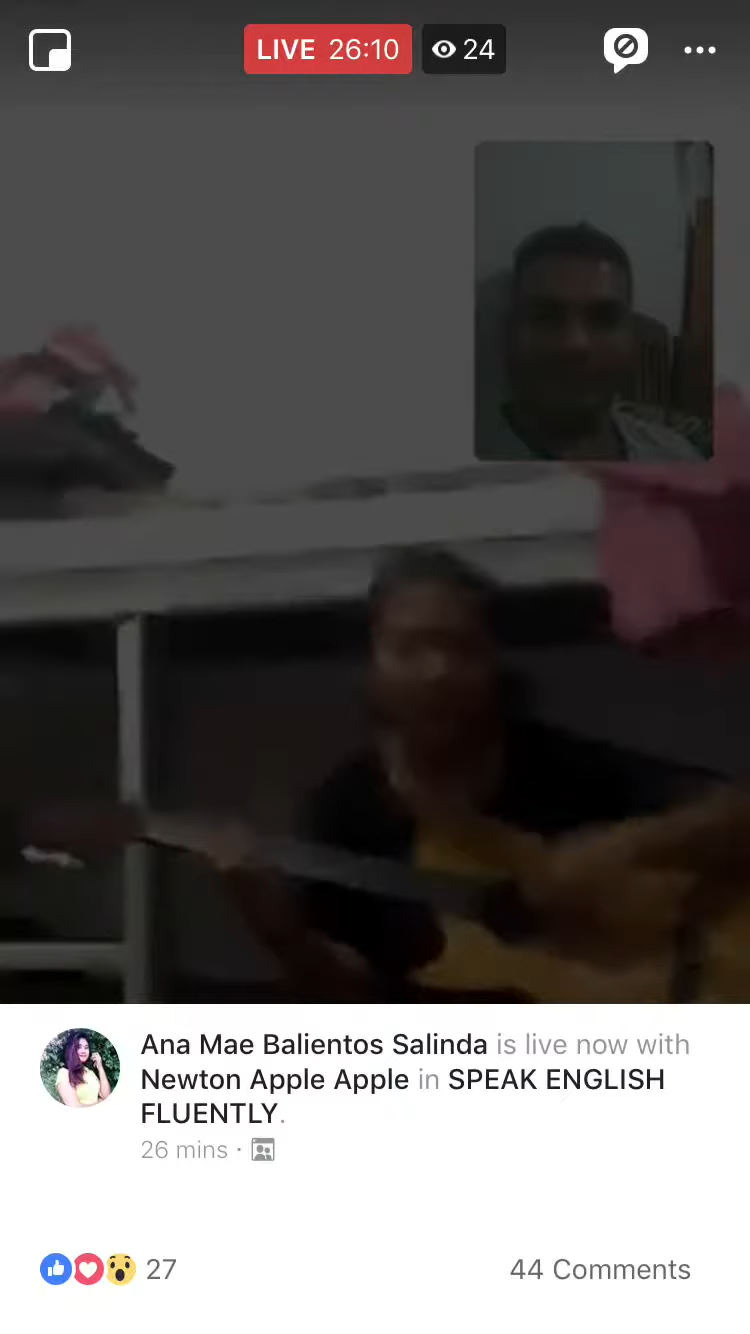 LIVE 26:10 24
Ana Mae Balientos Salinda is live now with
Newton Apple Apple in SPEAK ENGLISH
FLUENTLY.
26 mins ·
27 44 Comments